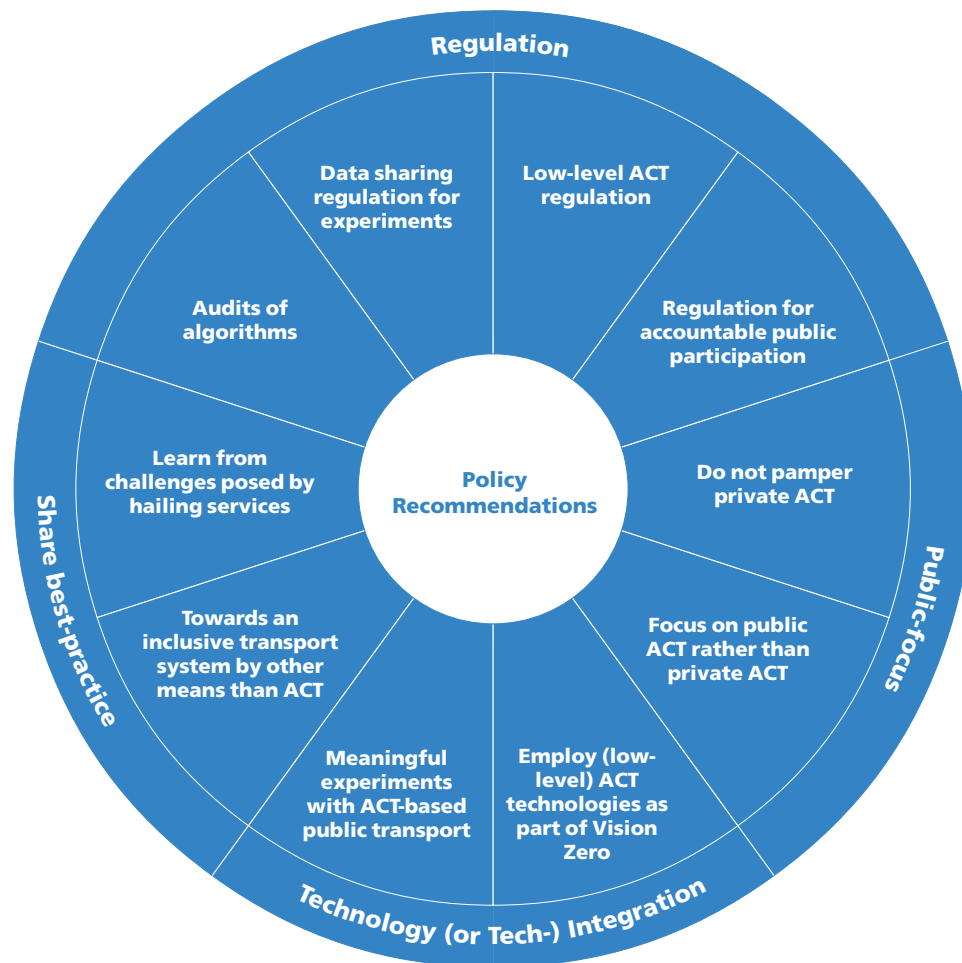 Regulation
Data sharing
regulation for
experiments
Low-level ACT
regulation
Audits of
algorithms
Regulation for
accountable public
participation
Learn from
challenges posed by
hailing services
Policy
Recommendations
Do not pamper
private ACT
Share best-practice
Public-focus
Towards an
inclusive transport
system by other
means than ACT
Focus on public
ACT rather than
private ACT
Meaningful
experiments
with ACT-based
public transport
Employ (low-
level) ACT
technologies as
part of Vision
Zero
Technology (or Tech-) Integration